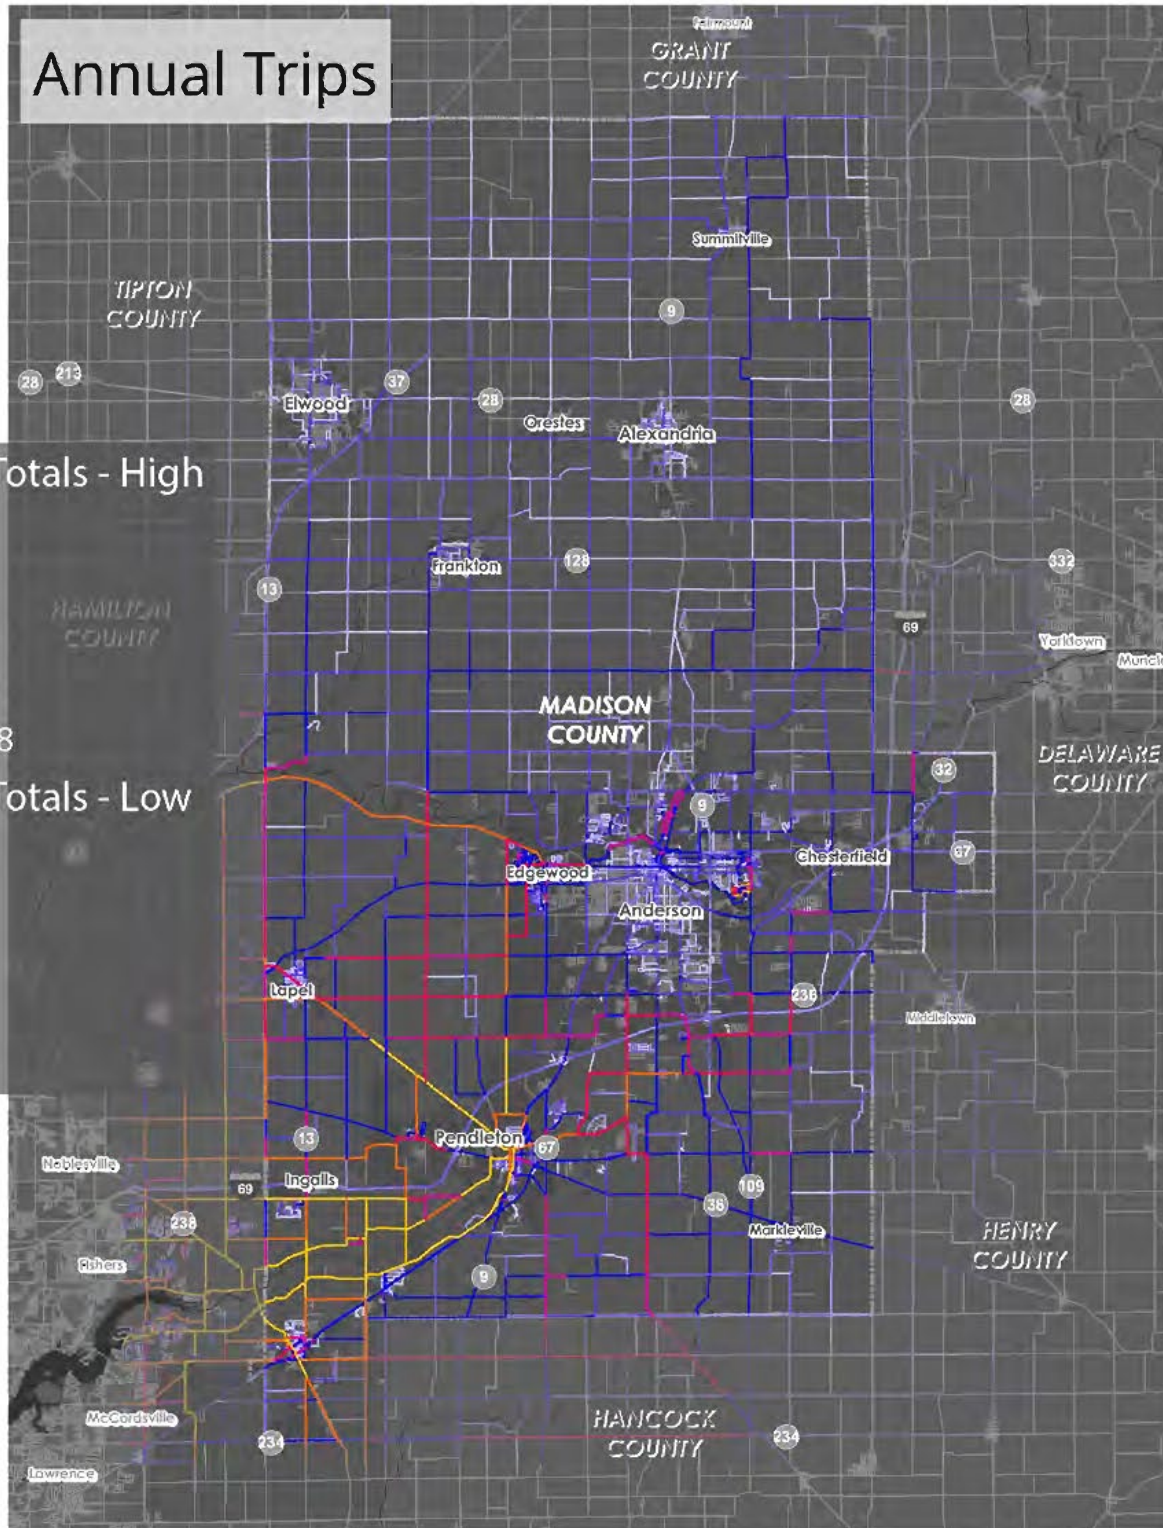 Annual Trips
Fairmount
GRANT
COUNTY
Summitville
TIPTON
COUNTY
9
28
213
37
28
28
Elwood
Orestes
Alexandria
otals - High
Frankton
128
332
13
HAMILTON
COUNTY
69
Yorktown
Muncie
MADISON
COUNTY
8
DELAWARE
COUNTY
32
otals - Low
9
67
Chesterfield
Edgewood
Anderson
Lapel
236
Middletown
13
Pendleton
67
Noblesville
Ingalls
69
109
38
238
Markleville
HENRY
COUNTY
Fishers
9
McCordsville
HANCOCK
COUNTY
234
234
Lawrence